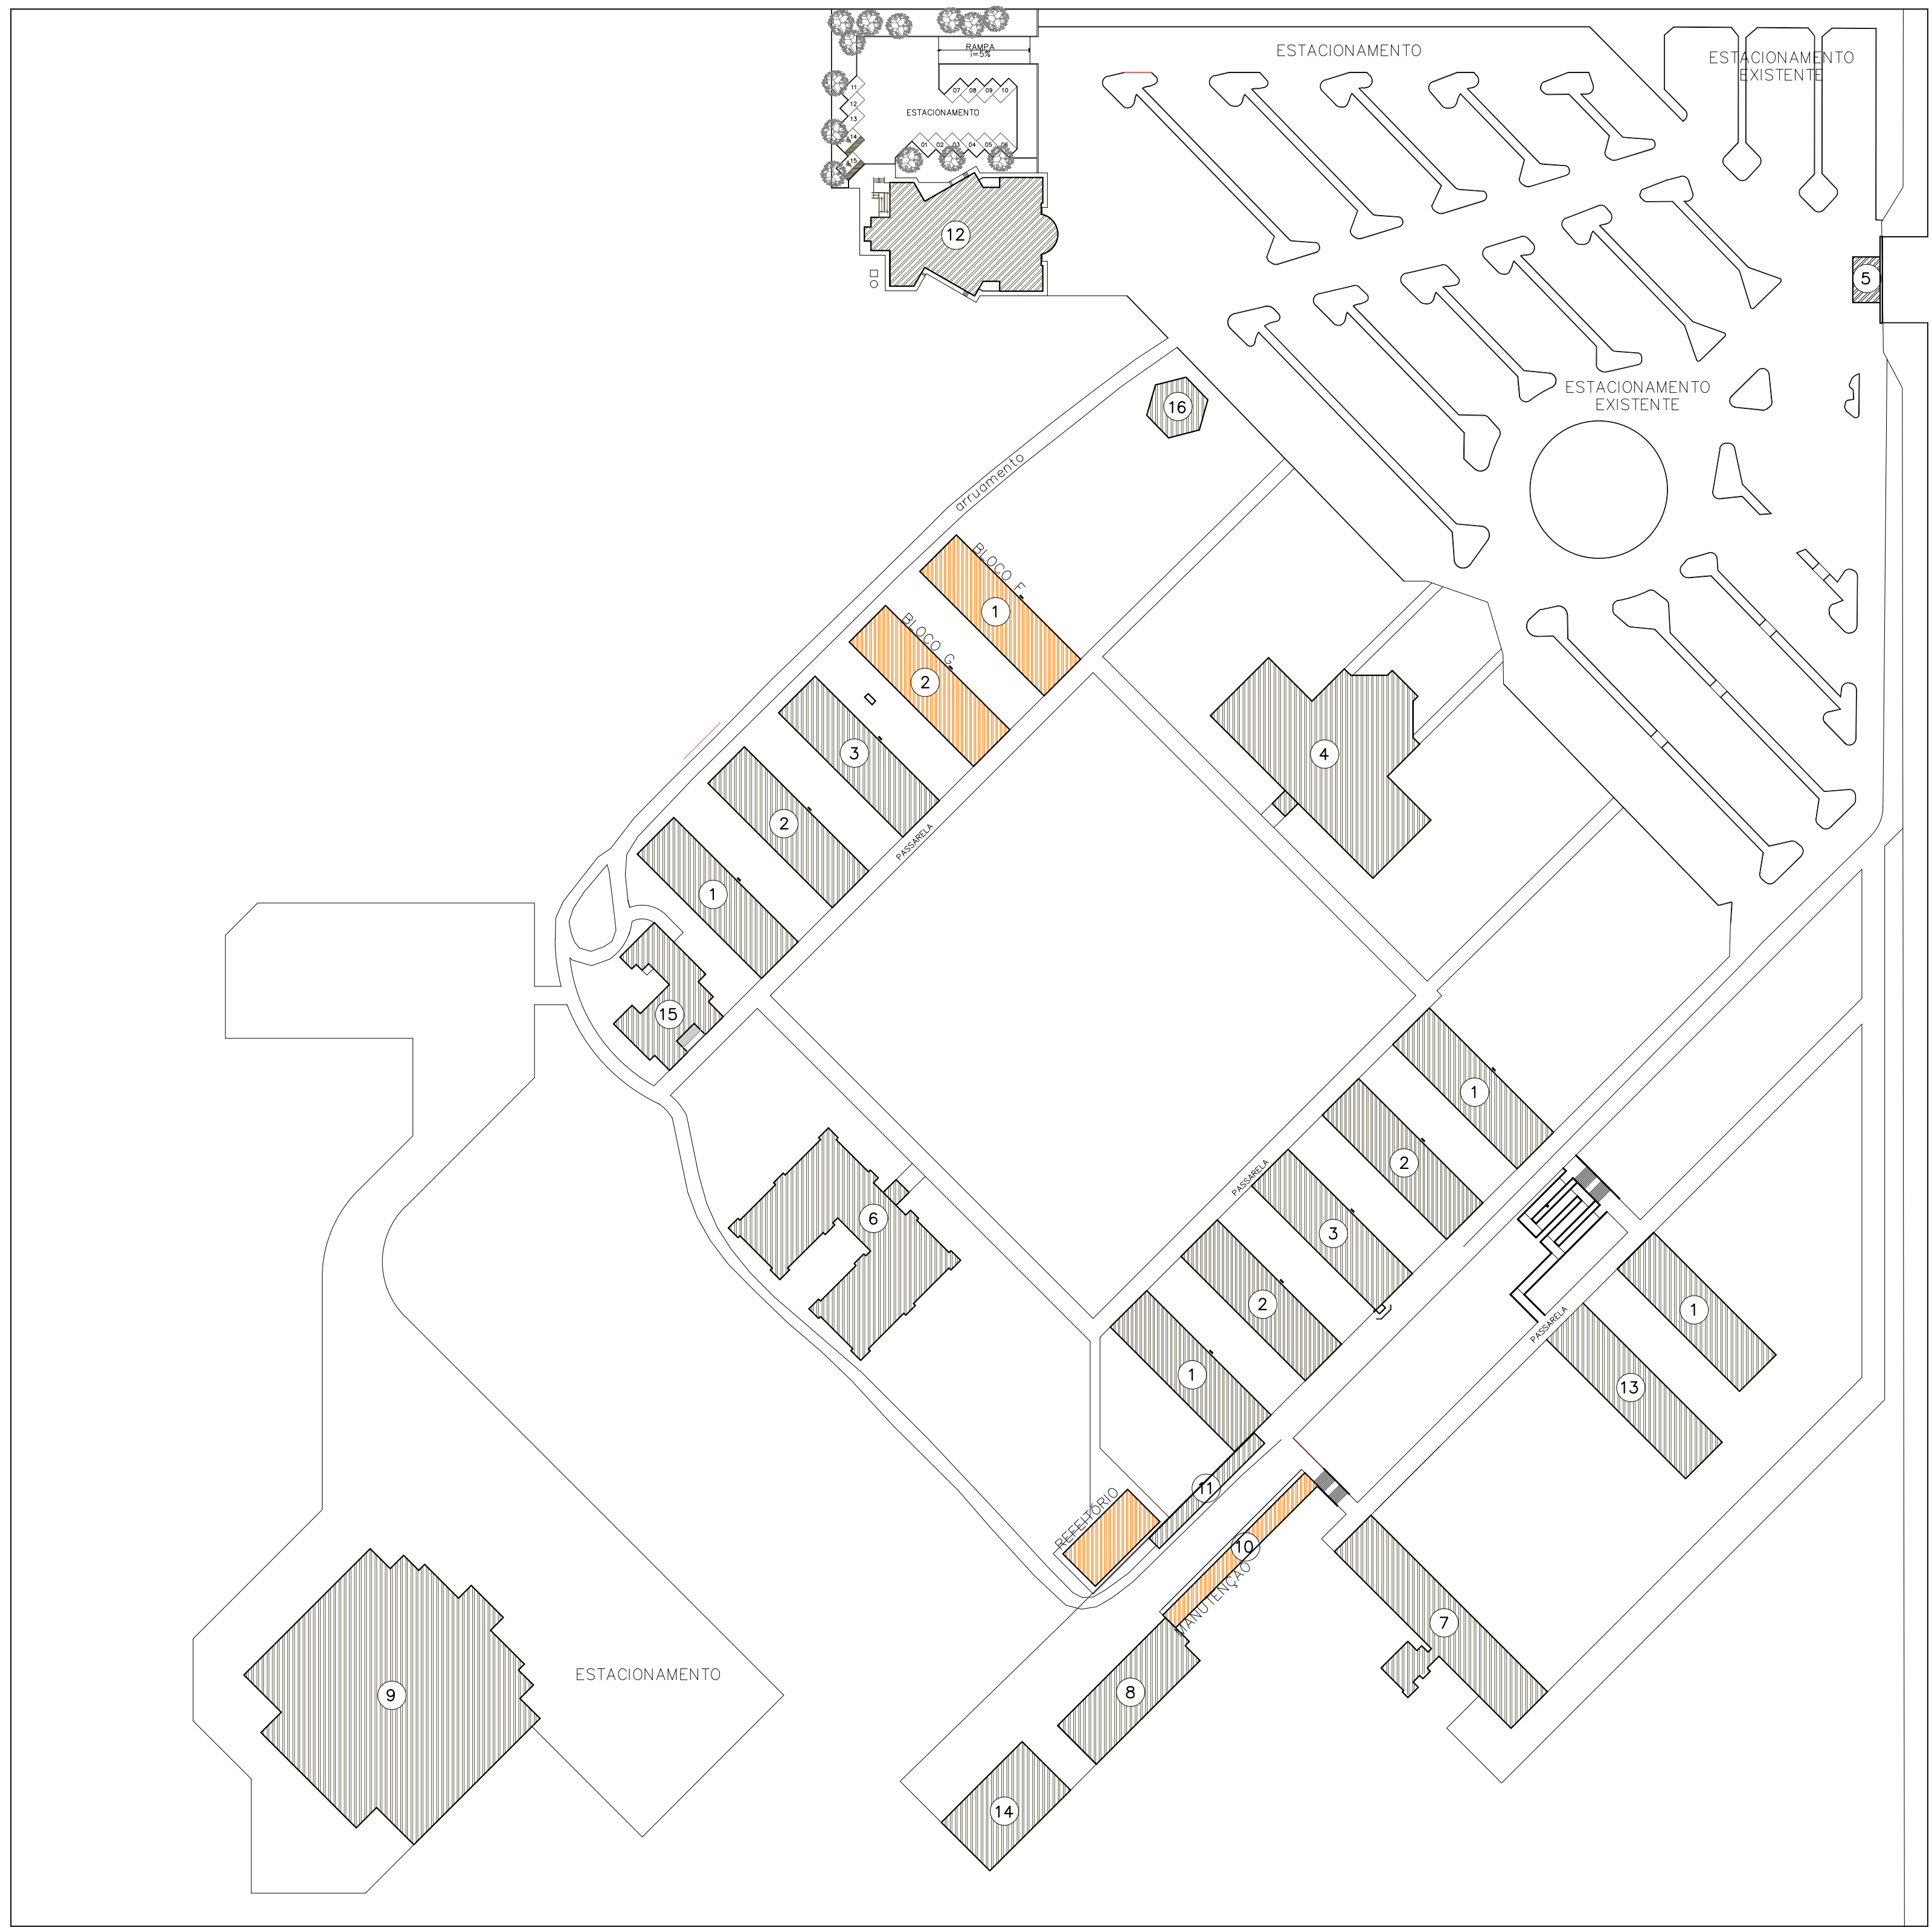 RAMPA
i=5%
ESTACIONAMENTO
ESTACIONAMENTO
EXISTENTE
11
12
13
14
15
07 08 09 10
ESTACIONAMENTO
01 02 03 04 05 06
12
5
ESTACIONAMENTO
EXISTENTE
16
arruamento
BLOCO F
1
BLOCO G
2
3
4
2
PASSARELA
1
15
1
2
PASSARELA
6
3
2
1
PASSARELA
1
13
11
REFEITÓRIO
10
MANUTENÇÃO
7
ESTACIONAMENTO
9
8
14